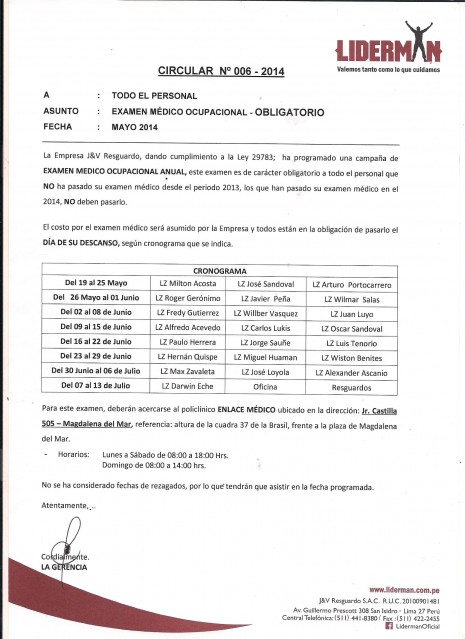 LIDERMAN
Valemos tanto como lo que cuidamos
CIRCULAR Nº 006 - 2014
A : TODO EL PERSONAL
ASUNTO : EXAMEN MÉDICO OCUPACIONAL - OBLIGATORIO
FECHA : MAYO 2014
La Empresa J&V Resguardo, dando cumplimiento a la Ley 29783; ha programado una campaña de
EXAMEN MEDICO OCUPACIONAL ANUAL, este examen es de carácter obligatorio a todo el personal que
NO ha pasado su examen médico desde el periodo 2013, los que han pasado su examen médico en el
2014, NO deben pasarlo.
El costo por el examen médico será asumido por la Empresa y todos están en la obligación de pasarlo el
DÍA DE SU DESCANSO, según cronograma que se indica.
CRONOGRAMA
Del 19 al 25 Mayo LZ Milton Acosta LZ José Sandoval LZ Arturo Portocarrero
Del 26 Mayo al 01 Junio LZ Roger Gerónimo LZ Javier Peña LZ Wilmar Salas
Del 02 al 08 de Junio LZ Fredy Gutierrez LZ Willber Vasquez LZ Juan Luyo
Del 09 al 15 de Junio LZ Alfredo Acevedo LZ Carlos Lukis LZ Oscar Sandoval
Del 16 al 22 de Junio LZ Paulo Herrera LZ Jorge Sauñe LZ Luis Tenorio
Del 23 al 29 de Junio LZ Hernán Quispe LZ Miguel Huaman LZ Wiston Benites
Del 30 Junio al 06 de Julio LZ Max Zavaleta LZ José Loyola LZ Alexander Ascanio
Del 07 al 13 de Julio LZ Darwin Eche Oficina Resguardos
Para este examen, deberán acercarse al policlínico ENLACE MÉDICO ubicado en la dirección: Jr. Castilla
505 – Magdalena del Mar, referencia: altura de la cuadra 37 de la Brasil, frente a la plaza de Magdalena
del Mar.
- Horarios: Lunes a Sábado de 08:00 a 18:00 Hrs.
Domingo de 08:00 a 14:00 hrs.
No se ha considerado fechas de rezagados, por lo que tendrán que asistir en la fecha programada.
Atentamente,
Cordialmente.
LA GERENCIA
www.liderman.com.pe
J&V Resguardo S.A.C. R.U.C. 20100901481
Av. Guillermo Prescott 308 San Isidro - Lima 27 Perú
Central Telefónica: (511) 441-8380 / Fax: (511) 422-2455
LidermanOficial